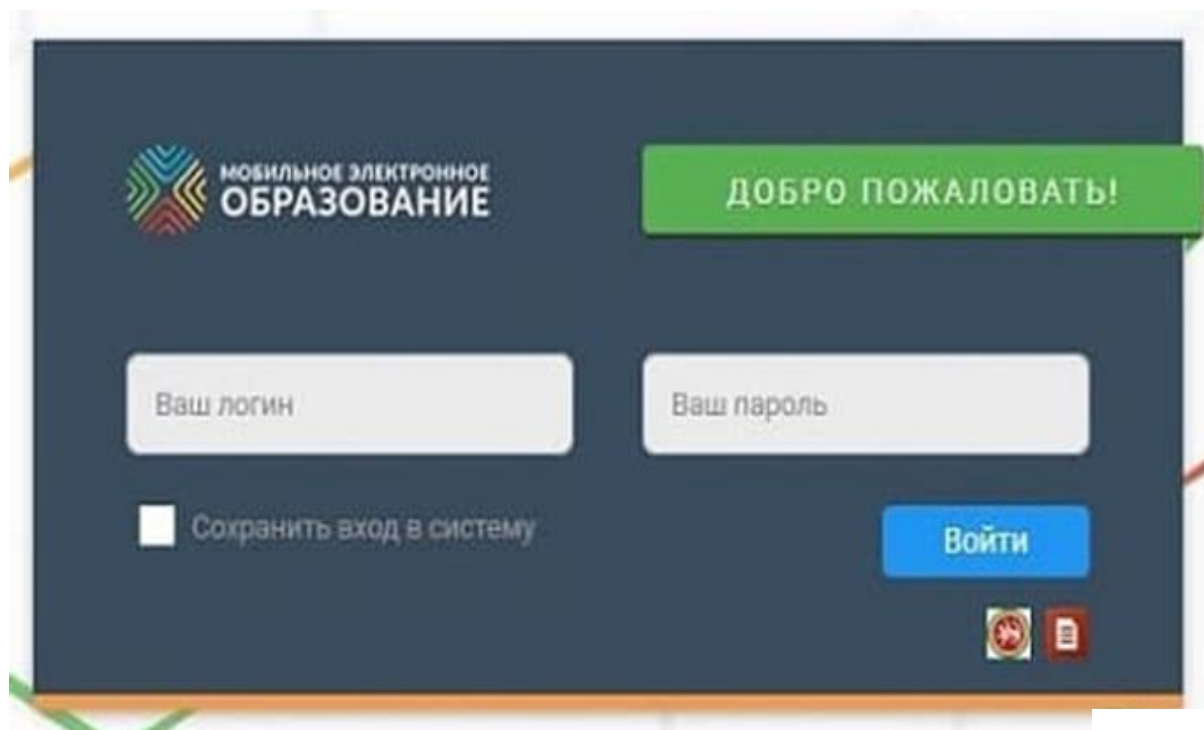 МОБИЛЬНОЕ ЭЛЕКТРОННОЕ
ОБРАЗОВАНИЕ
ДОБРО ПОЖАЛОВАТЬ!
Ваш логин
Ваш пароль
Сохранить вход в систему
Войти